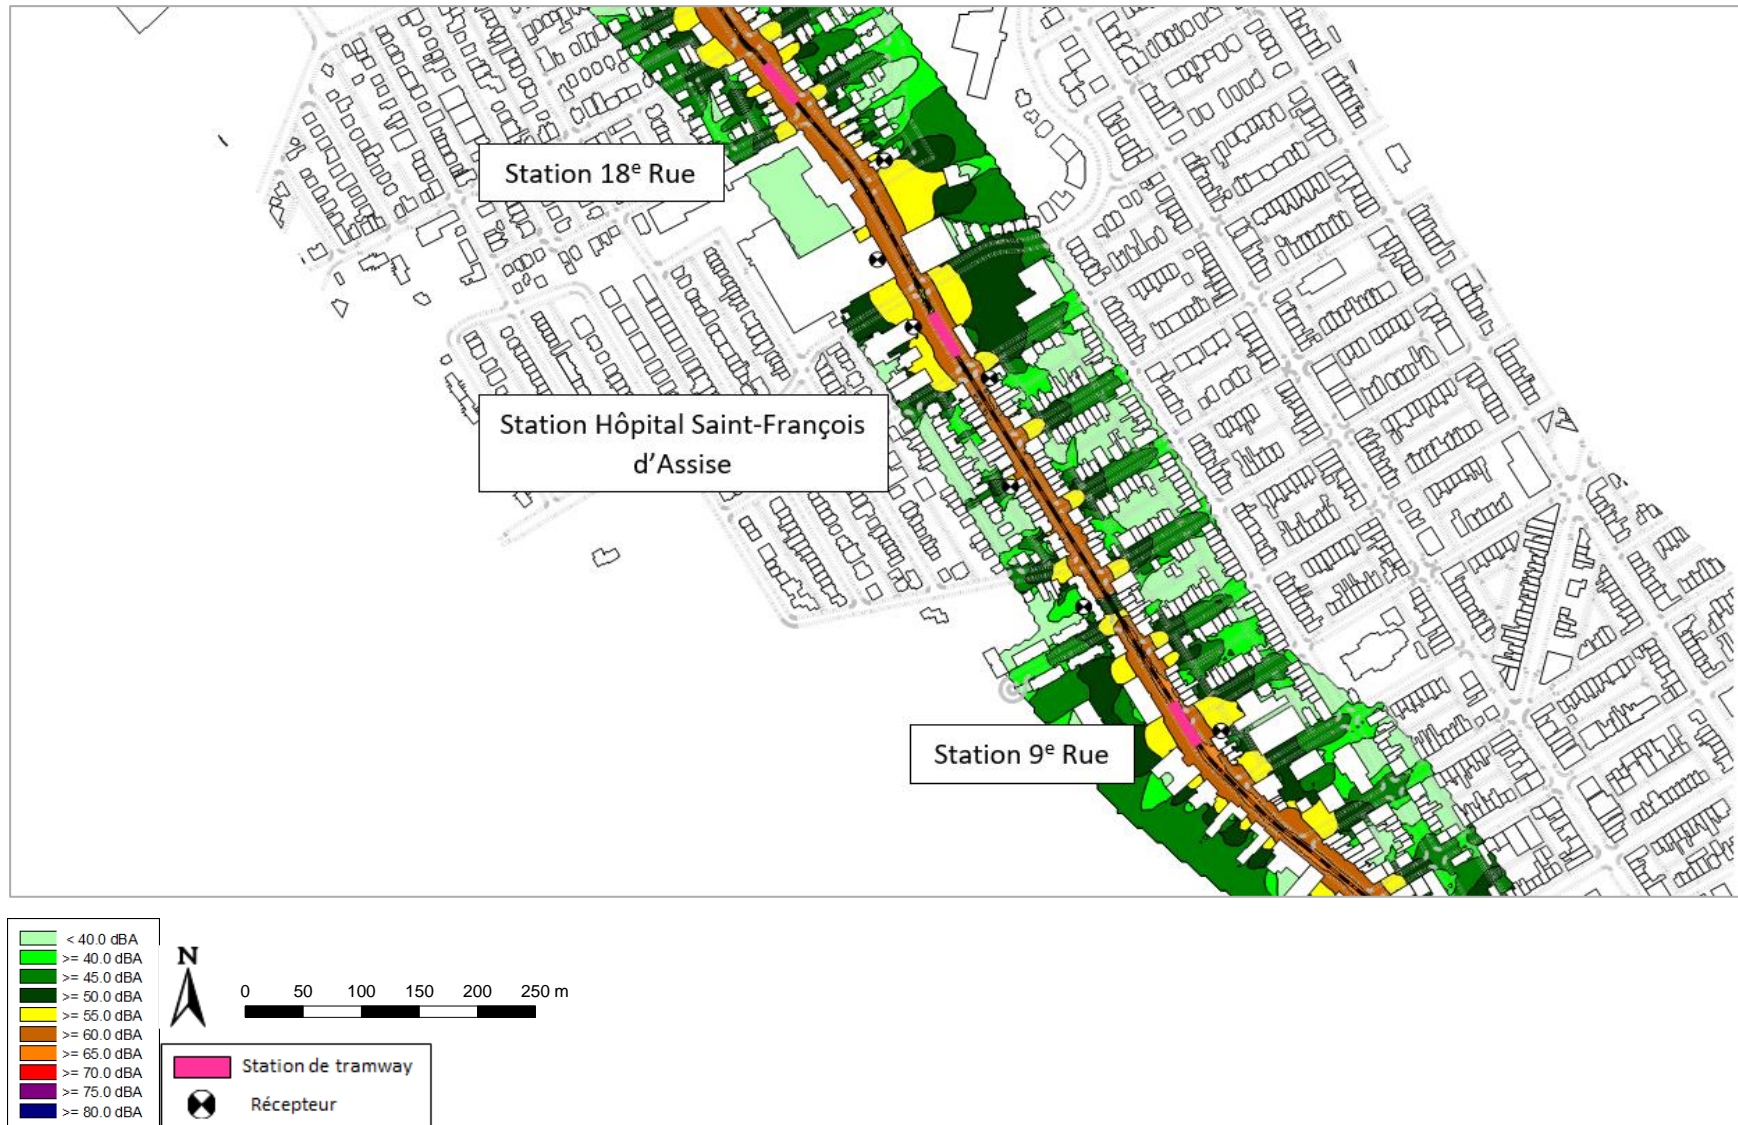 Station 18e Rue
Station Hôpital Saint-François
d'Assise
Station 9e Rue
< 40.0 dBA
>= 40.0 dBA
>= 45.0 dBA
>= 50.0 dBA
>= 55.0 dBA
>= 60.0 dBA
>= 65.0 dBA
>= 70.0 dBA
>= 75.0 dBA
>= 80.0 dBA
N
0 50 100 150 200 250 m
Station de tramway
Récepteur